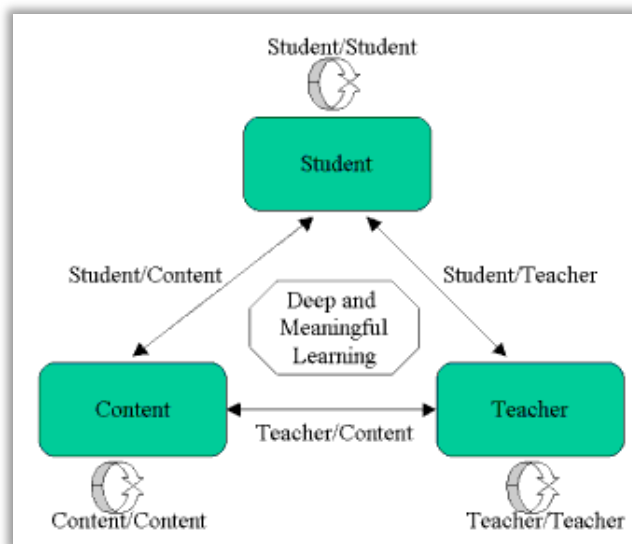 Student/Student
Student
Student/Content
Student/Teacher
Deep and
Meaningful
Learning
Content
Teacher
Teacher/Content
Content/Content
Teacher/Teacher